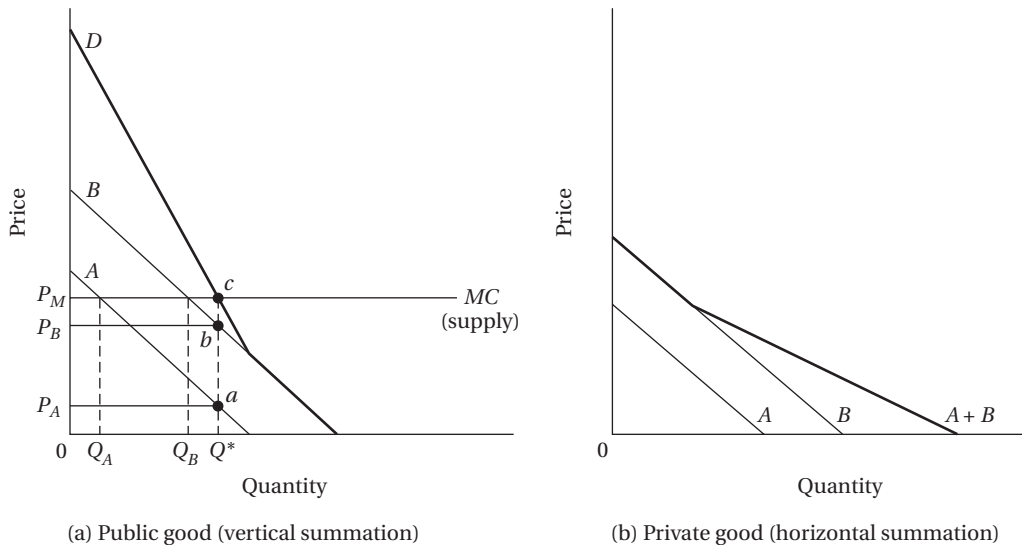 D
B
Price
A
c
P_M
MC
(supply)
P_B
b
a
P_A
0
Q_A
Q_B
Q*
Quantity
(a) Public good (vertical summation)
Price
A
B
A + B
0
Quantity
(b) Private good (horizontal summation)